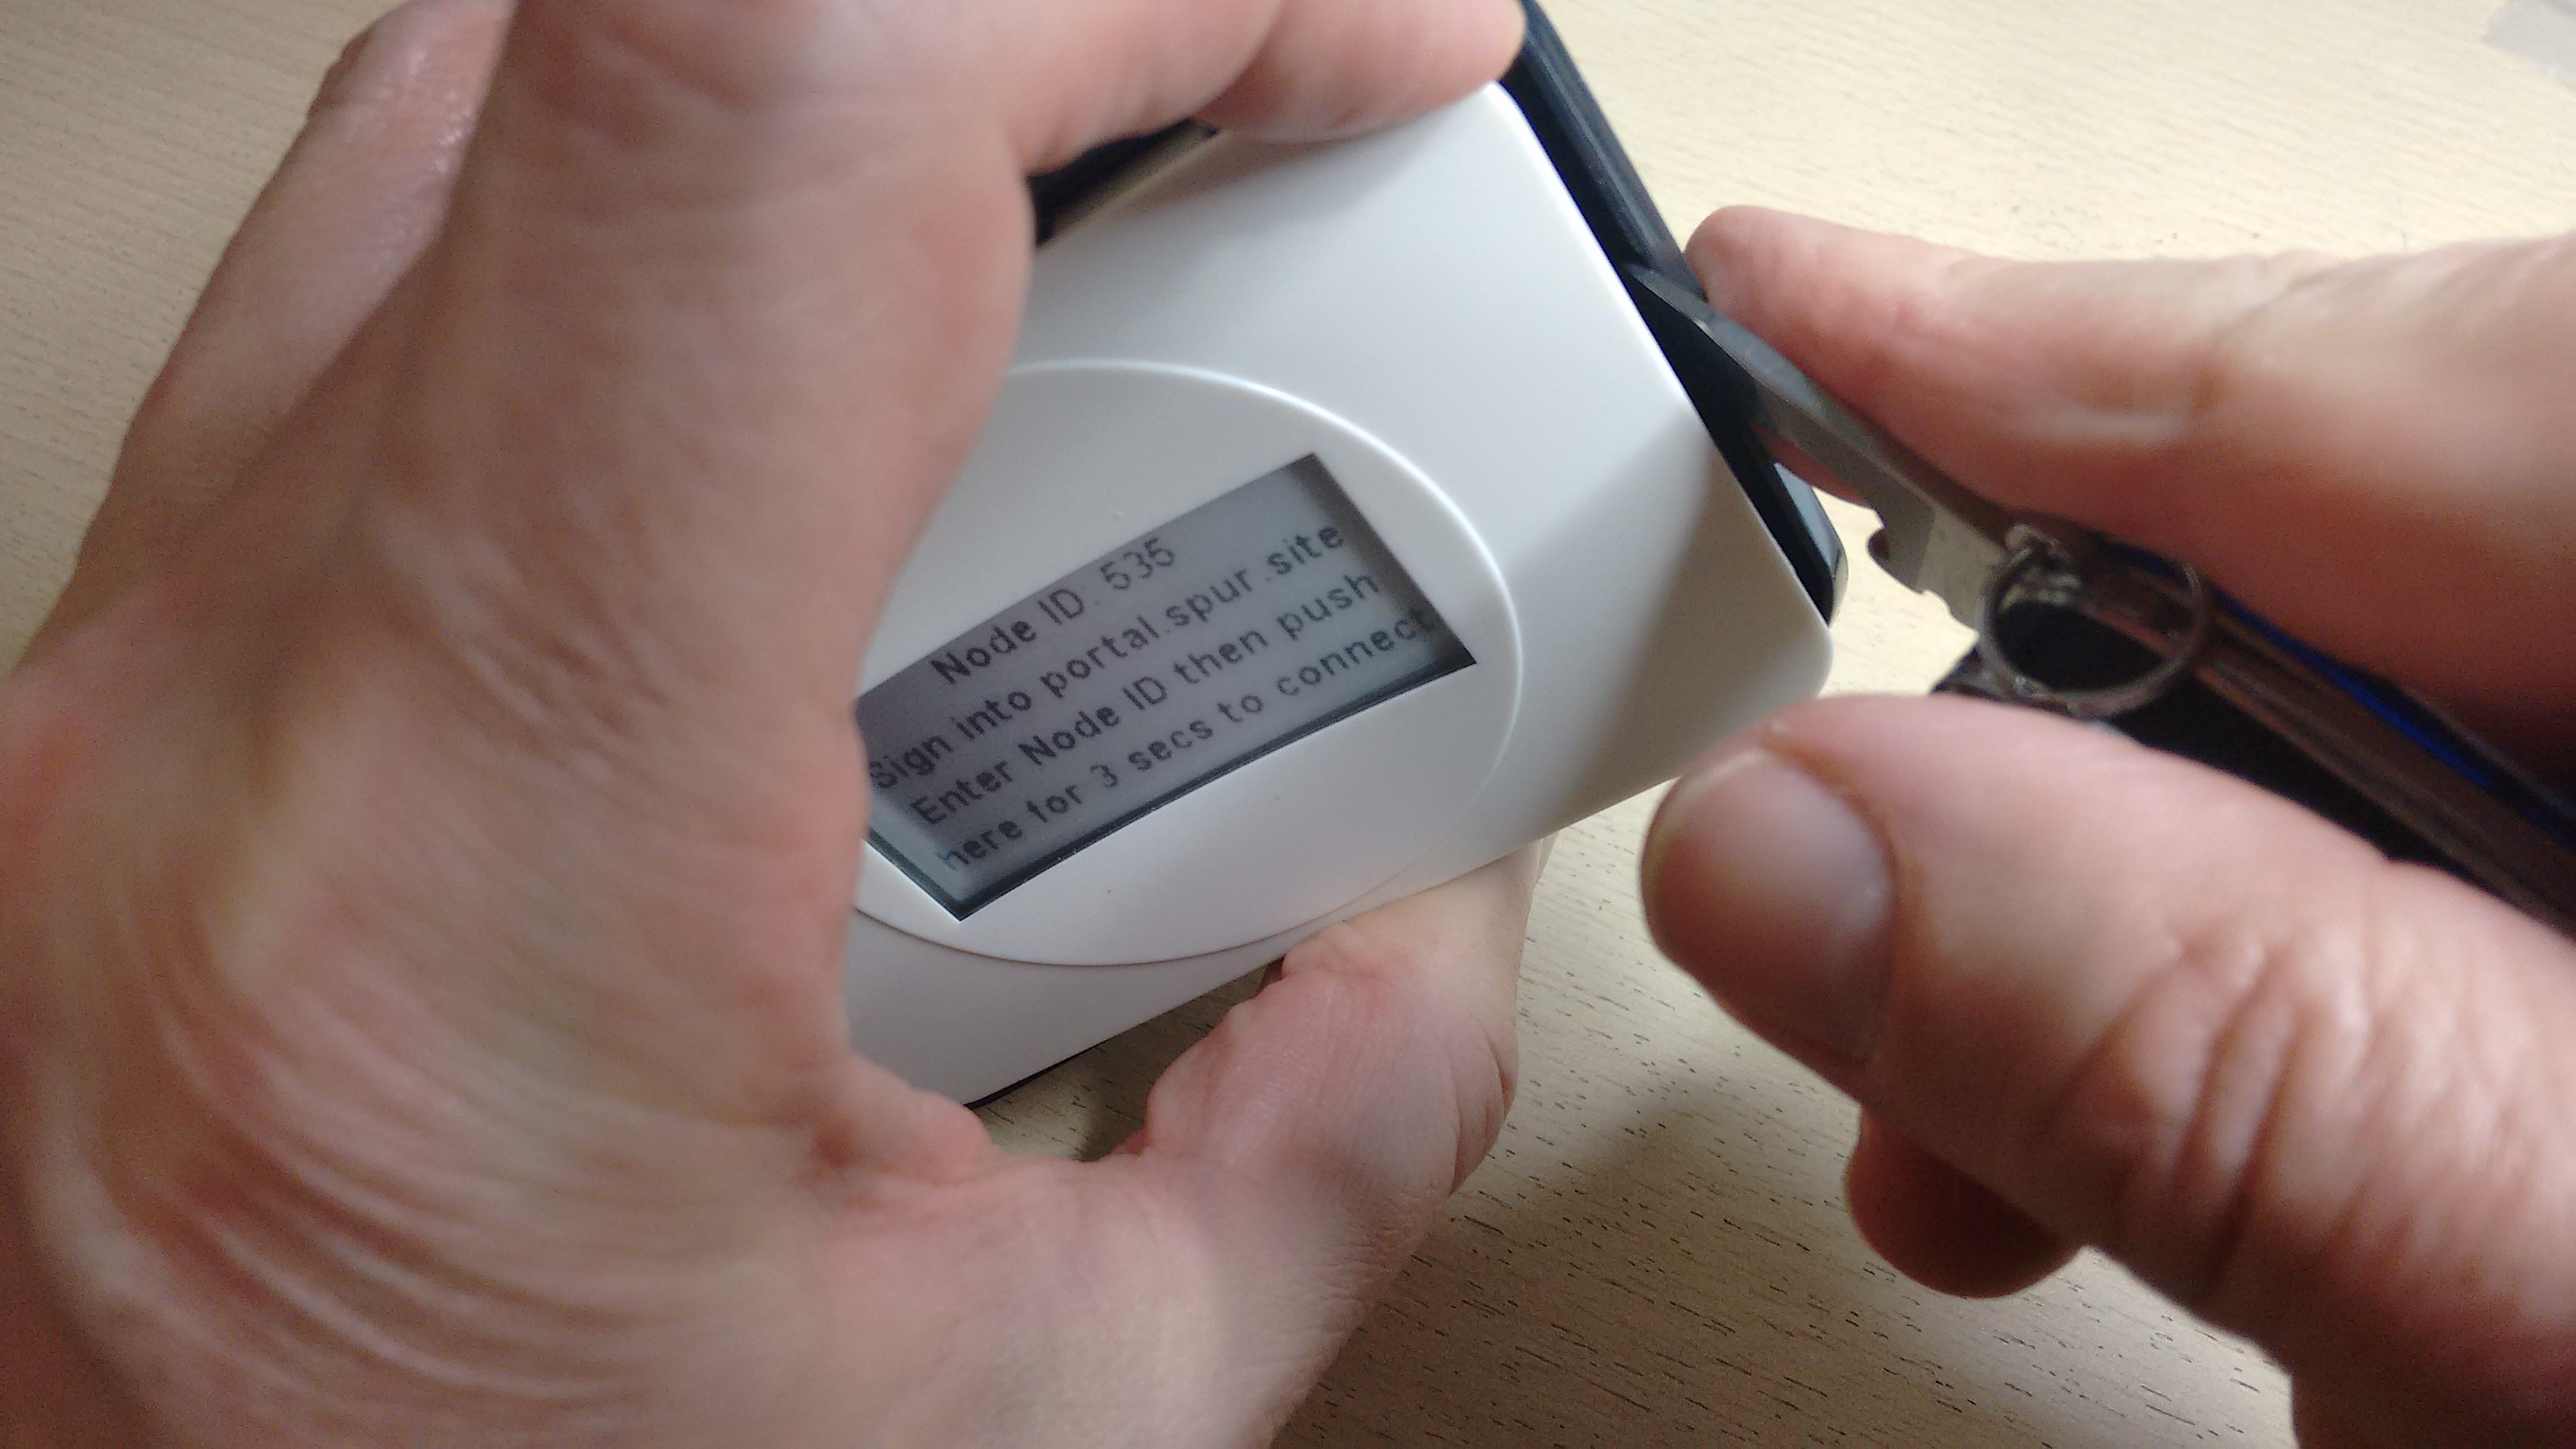 Node ID: 535
Sign into portal.spur.site
Enter Node ID then push
here for 3 secs to connect